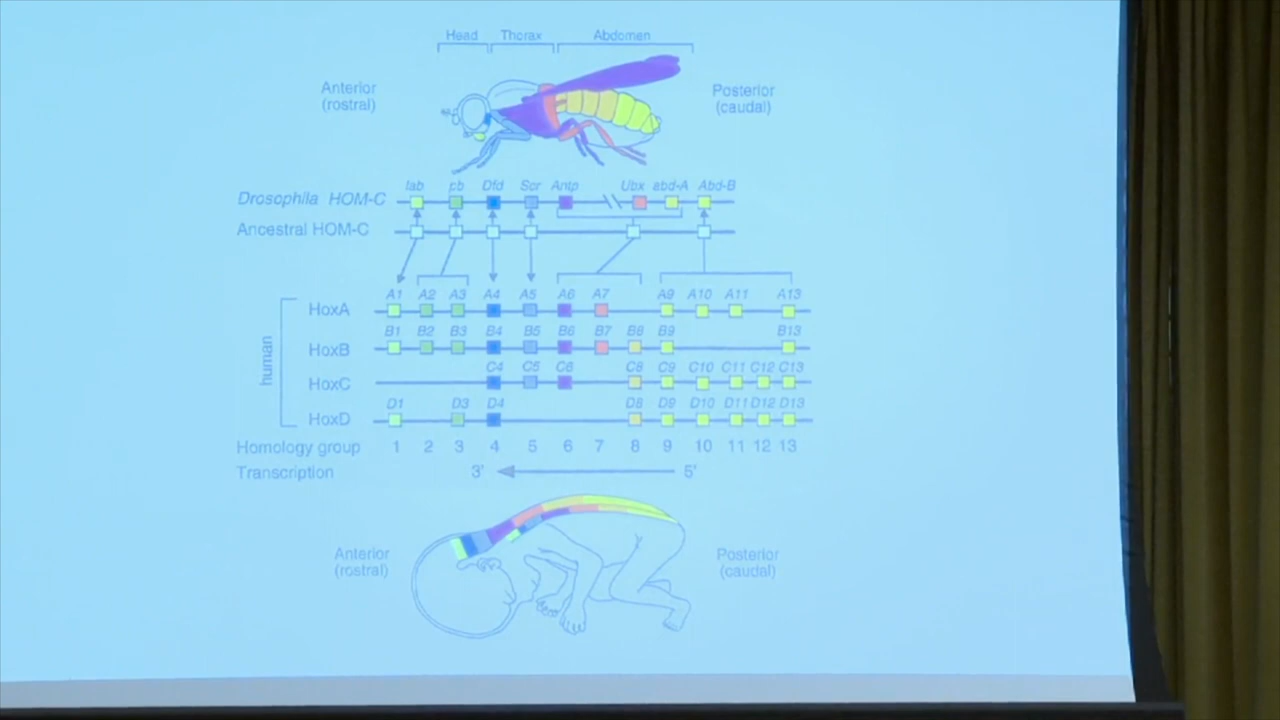 Head Thorax Abdomen
Anterior (rostral)
Posterior (caudal)
lab pb Dfd Scr Antp Ubx abd-A Abd-B
Drosophila HOM-C
Ancestral HOM-C
A1 A2 A3 A4 A5 A6 A7 A9 A10 A11 A13
HoxA
B1 B2 B3 B4 B5 B6 B7 B8 B9 B13
HoxB
C4 C5 C6 C8 C9 C10 C11 C12 C13
HoxC
D1 D3 D4 D8 D9 D10 D11 D12 D13
HoxD
human
Homology group 1 2 3 4 5 6 7 8 9 10 11 12 13
Transcription 3' 5'
Anterior (rostral)
Posterior (caudal)